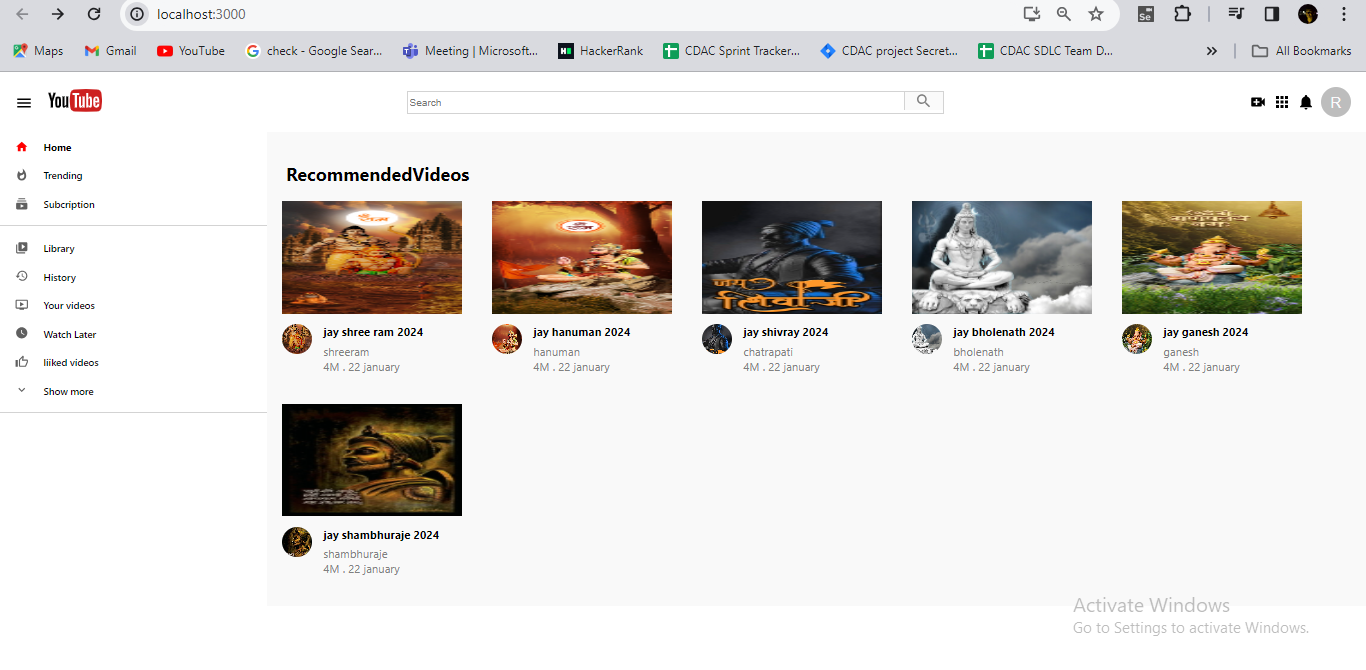 localhost:3000
Se
Maps
Gmail
YouTube
check - Google Sear...
Meeting | Microsoft...
HackerRank
CDAC Sprint Tracker...
CDAC project Secret...
CDAC SDLC Team D...
»
All Bookmarks
YouTube
Search
R
Home
Trending
Subcription
Library
History
Your videos
Watch Later
liiked videos
Show more
RecommendedVideos
जय
jay shree ram 2024
shreeram
4M . 22 january
jay hanuman 2024
hanuman
4M . 22 january
jay shivray 2024
chatrapati
4M . 22 january
jay bholenath 2024
bholenath
4M . 22 january
jay ganesh 2024
ganesh
4M . 22 january
jay shambhuraje 2024
shambhuraje
4M . 22 january
Activate Windows
Go to Settings to activate Windows.